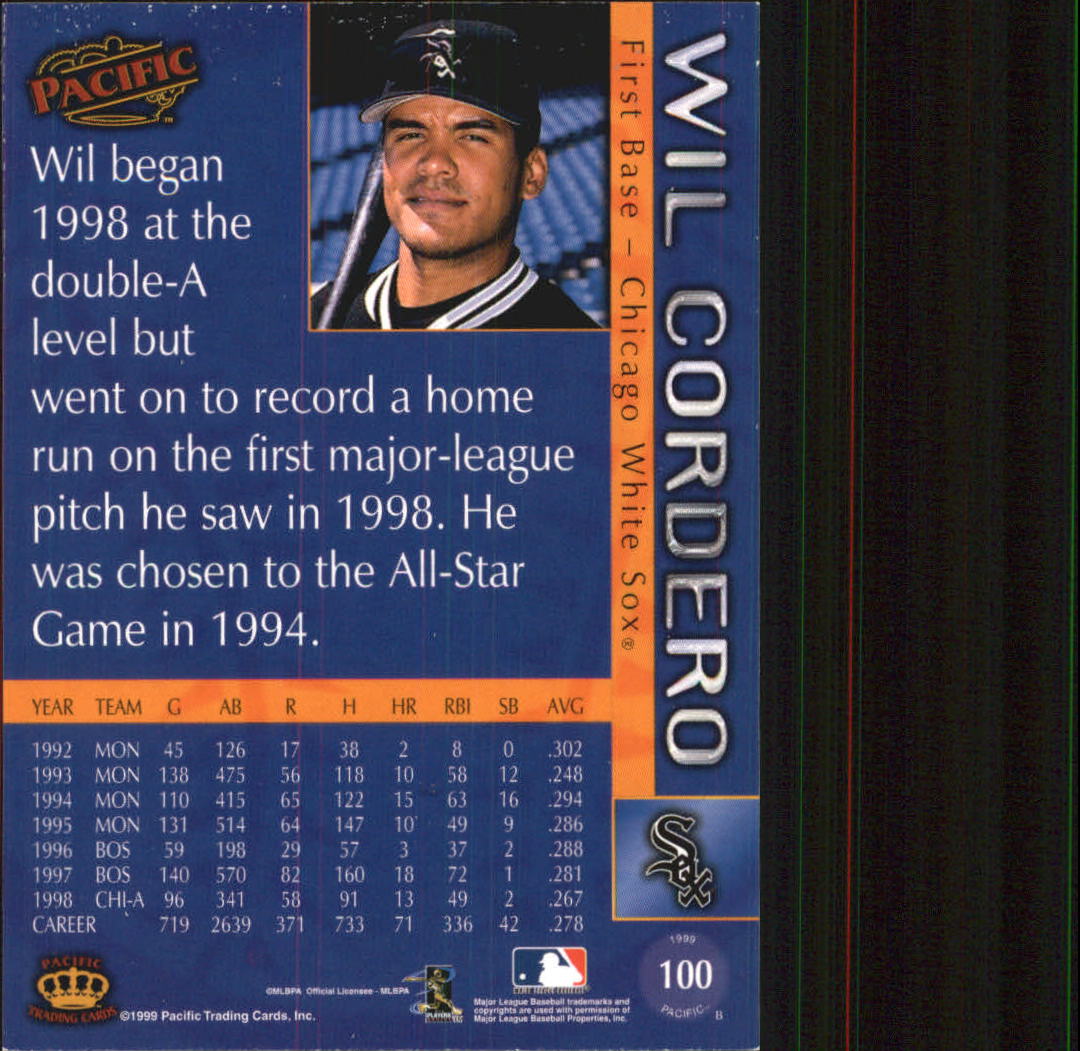 PACIFIC™
Wil began
1998 at the
double-A
level but
went on to record a home
run on the first major-league
pitch he saw in 1998. He
was chosen to the All-Star
Game in 1994.
WIL CORDERO
First Base – Chicago White Sox®
YEAR TEAM G AB R H HR RBI SB AVG
1992 MON 45 126 17 38 2 8 0 .302
1993 MON 138 475 56 118 10 58 12 .248
1994 MON 110 415 65 122 15 63 16 .294
1995 MON 131 514 64 147 10 49 9 .286
1996 BOS 59 198 29 57 3 37 2 .288
1997 BOS 140 570 82 160 18 72 1 .281
1998 CHI-A 96 341 58 91 13 49 2 .267
CAREER 719 2639 371 733 71 336 42 .278
Sox
PACIFIC
TRADING CARDS
©1999 Pacific Trading Cards, Inc.
©MLBPA Official Licensee - MLBPA
PLAYERS
Major League Baseball trademarks and
copyrights are used with permission of
Major League Baseball Properties, Inc.
1999
100
PACIFIC
B